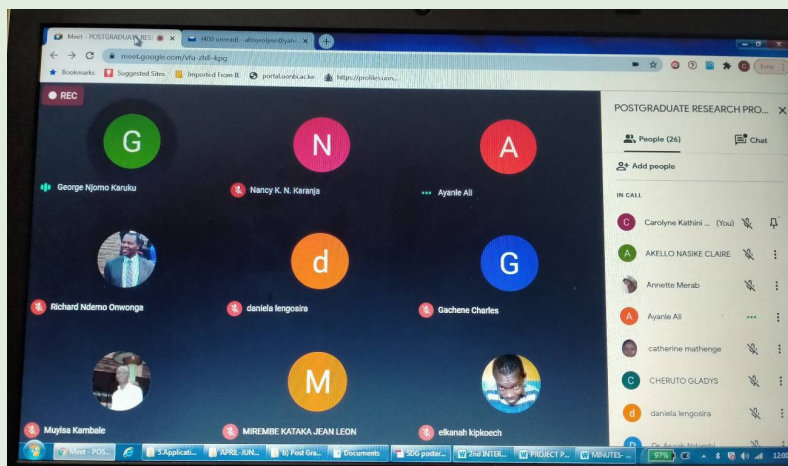 Meet - POSTGRADUATE RESE
(400 unread) - abbyrolyne@yaho
meet.google.com/vfu-zhfi-kpg
Bookmarks
Suggested Sites
Imported From IE
portal.uonbi.ac.ke
https://profiles.uon...
REC
G
George Njomo Karuku
N
Nancy K. N. Karanja
A
Ayanle Ali
Richard Ndemo Onwonga
d
daniela lengosira
G
Gachene Charles
Muyisa Kambale
M
MIREMBE KATAKA JEAN LEON
elkanah kipkoech
POSTGRADUATE RESEARCH PRO...
People (26)
Chat
Add people
IN CALL
C
Carolyne Kathini ... (You)
A
AKELLO NASIKE CLAIRE
Annette Merab
A
Ayanle Ali
catherine mathenge
C
CHERUTO GLADYS
d
daniela lengosira
D
Meet - POS...
3.Applicati...
APRIL-JUN...
b) Post Gra...
Documents
SDG poster...
2nd INTER...
PROJECT P...
MINUTES- ...
97%